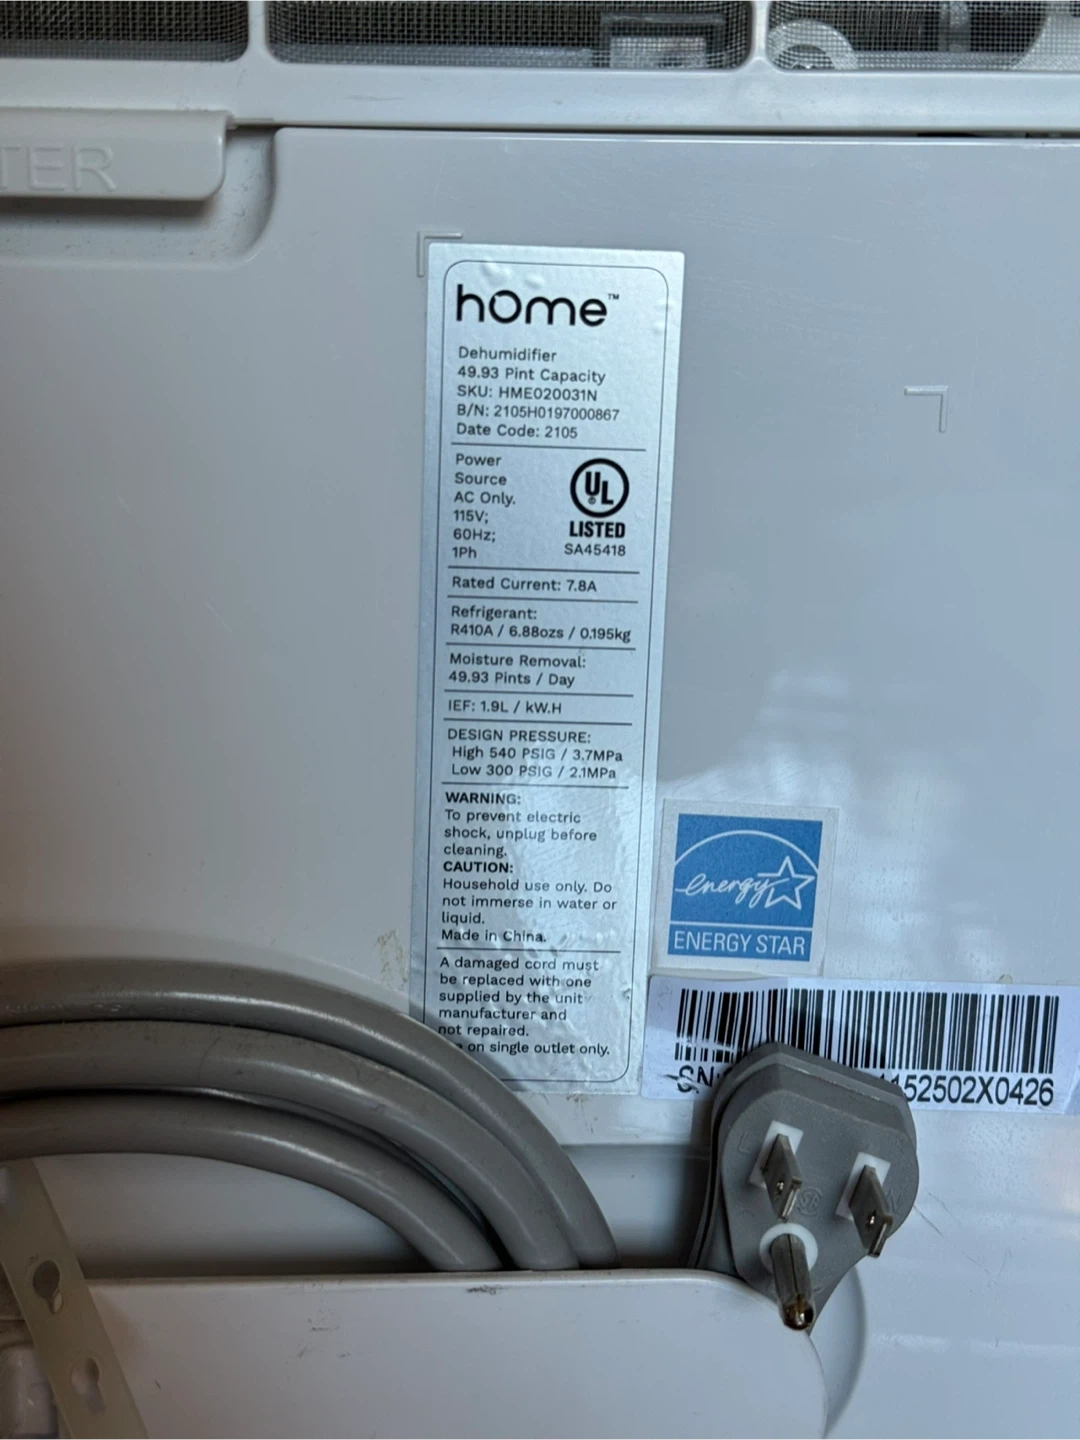 TER
home™
Dehumidifier
49.93 Pint Capacity
SKU: HME020031N
B/N: 2105H0197000867
Date Code: 2105
Power
Source
AC Only.
115V;
60Hz;
1Ph
UL
LISTED
SA45418
Rated Current: 7.8A
Refrigerant:
R410A / 6.88ozs / 0.195kg
Moisture Removal:
49.93 Pints / Day
IEF: 1.9L / kW.H
DESIGN PRESSURE:
High 540 PSIG / 3.7MPa
Low 300 PSIG / 2.1MPa
WARNING:
To prevent electric
shock, unplug before
cleaning.
CAUTION:
Household use only. Do
not immerse in water or
liquid.
Made in China.
A damaged cord must
be replaced with one
supplied by the unit
manufacturer and
not repaired.
on single outlet only.
energy
ENERGY STAR
SN: 152502X0426